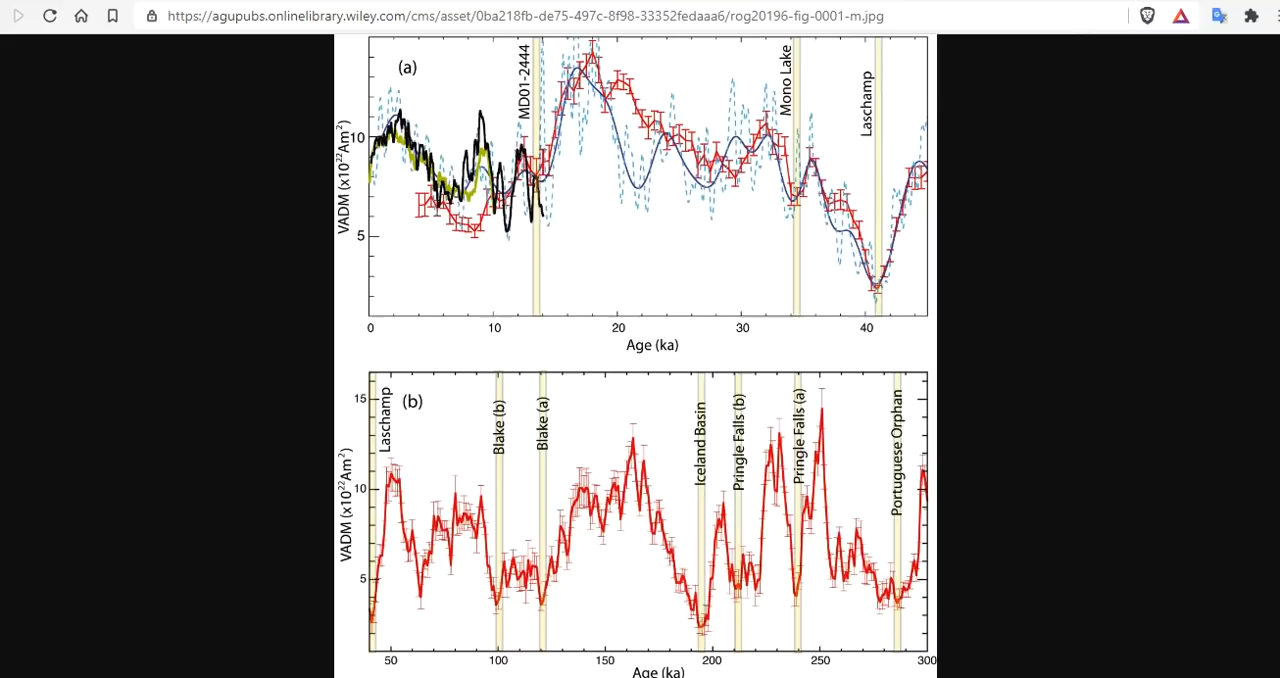 https://agupubs.onlinelibrary.wiley.com/cms/asset/0ba218fb-de75-497c-8f98-33352fedaaa6/rog20196-fig-0001-m.jpg
(a)
MD01-2444
Mono Lake
Laschamp
VADM (x10²²Am²)
10
5
0 10 20 30 40
Age (ka)
(b)
Laschamp
Blake (b)
Blake (a)
Iceland Basin
Pringle Falls (b)
Pringle Falls (a)
Portuguese Orphan
VADM (x10²²Am²)
15
10
5
50 100 150 200 250 300
Age (ka)